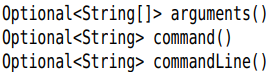 Optional<String[]> arguments()
Optional<String> command()
Optional<String> commandLine()